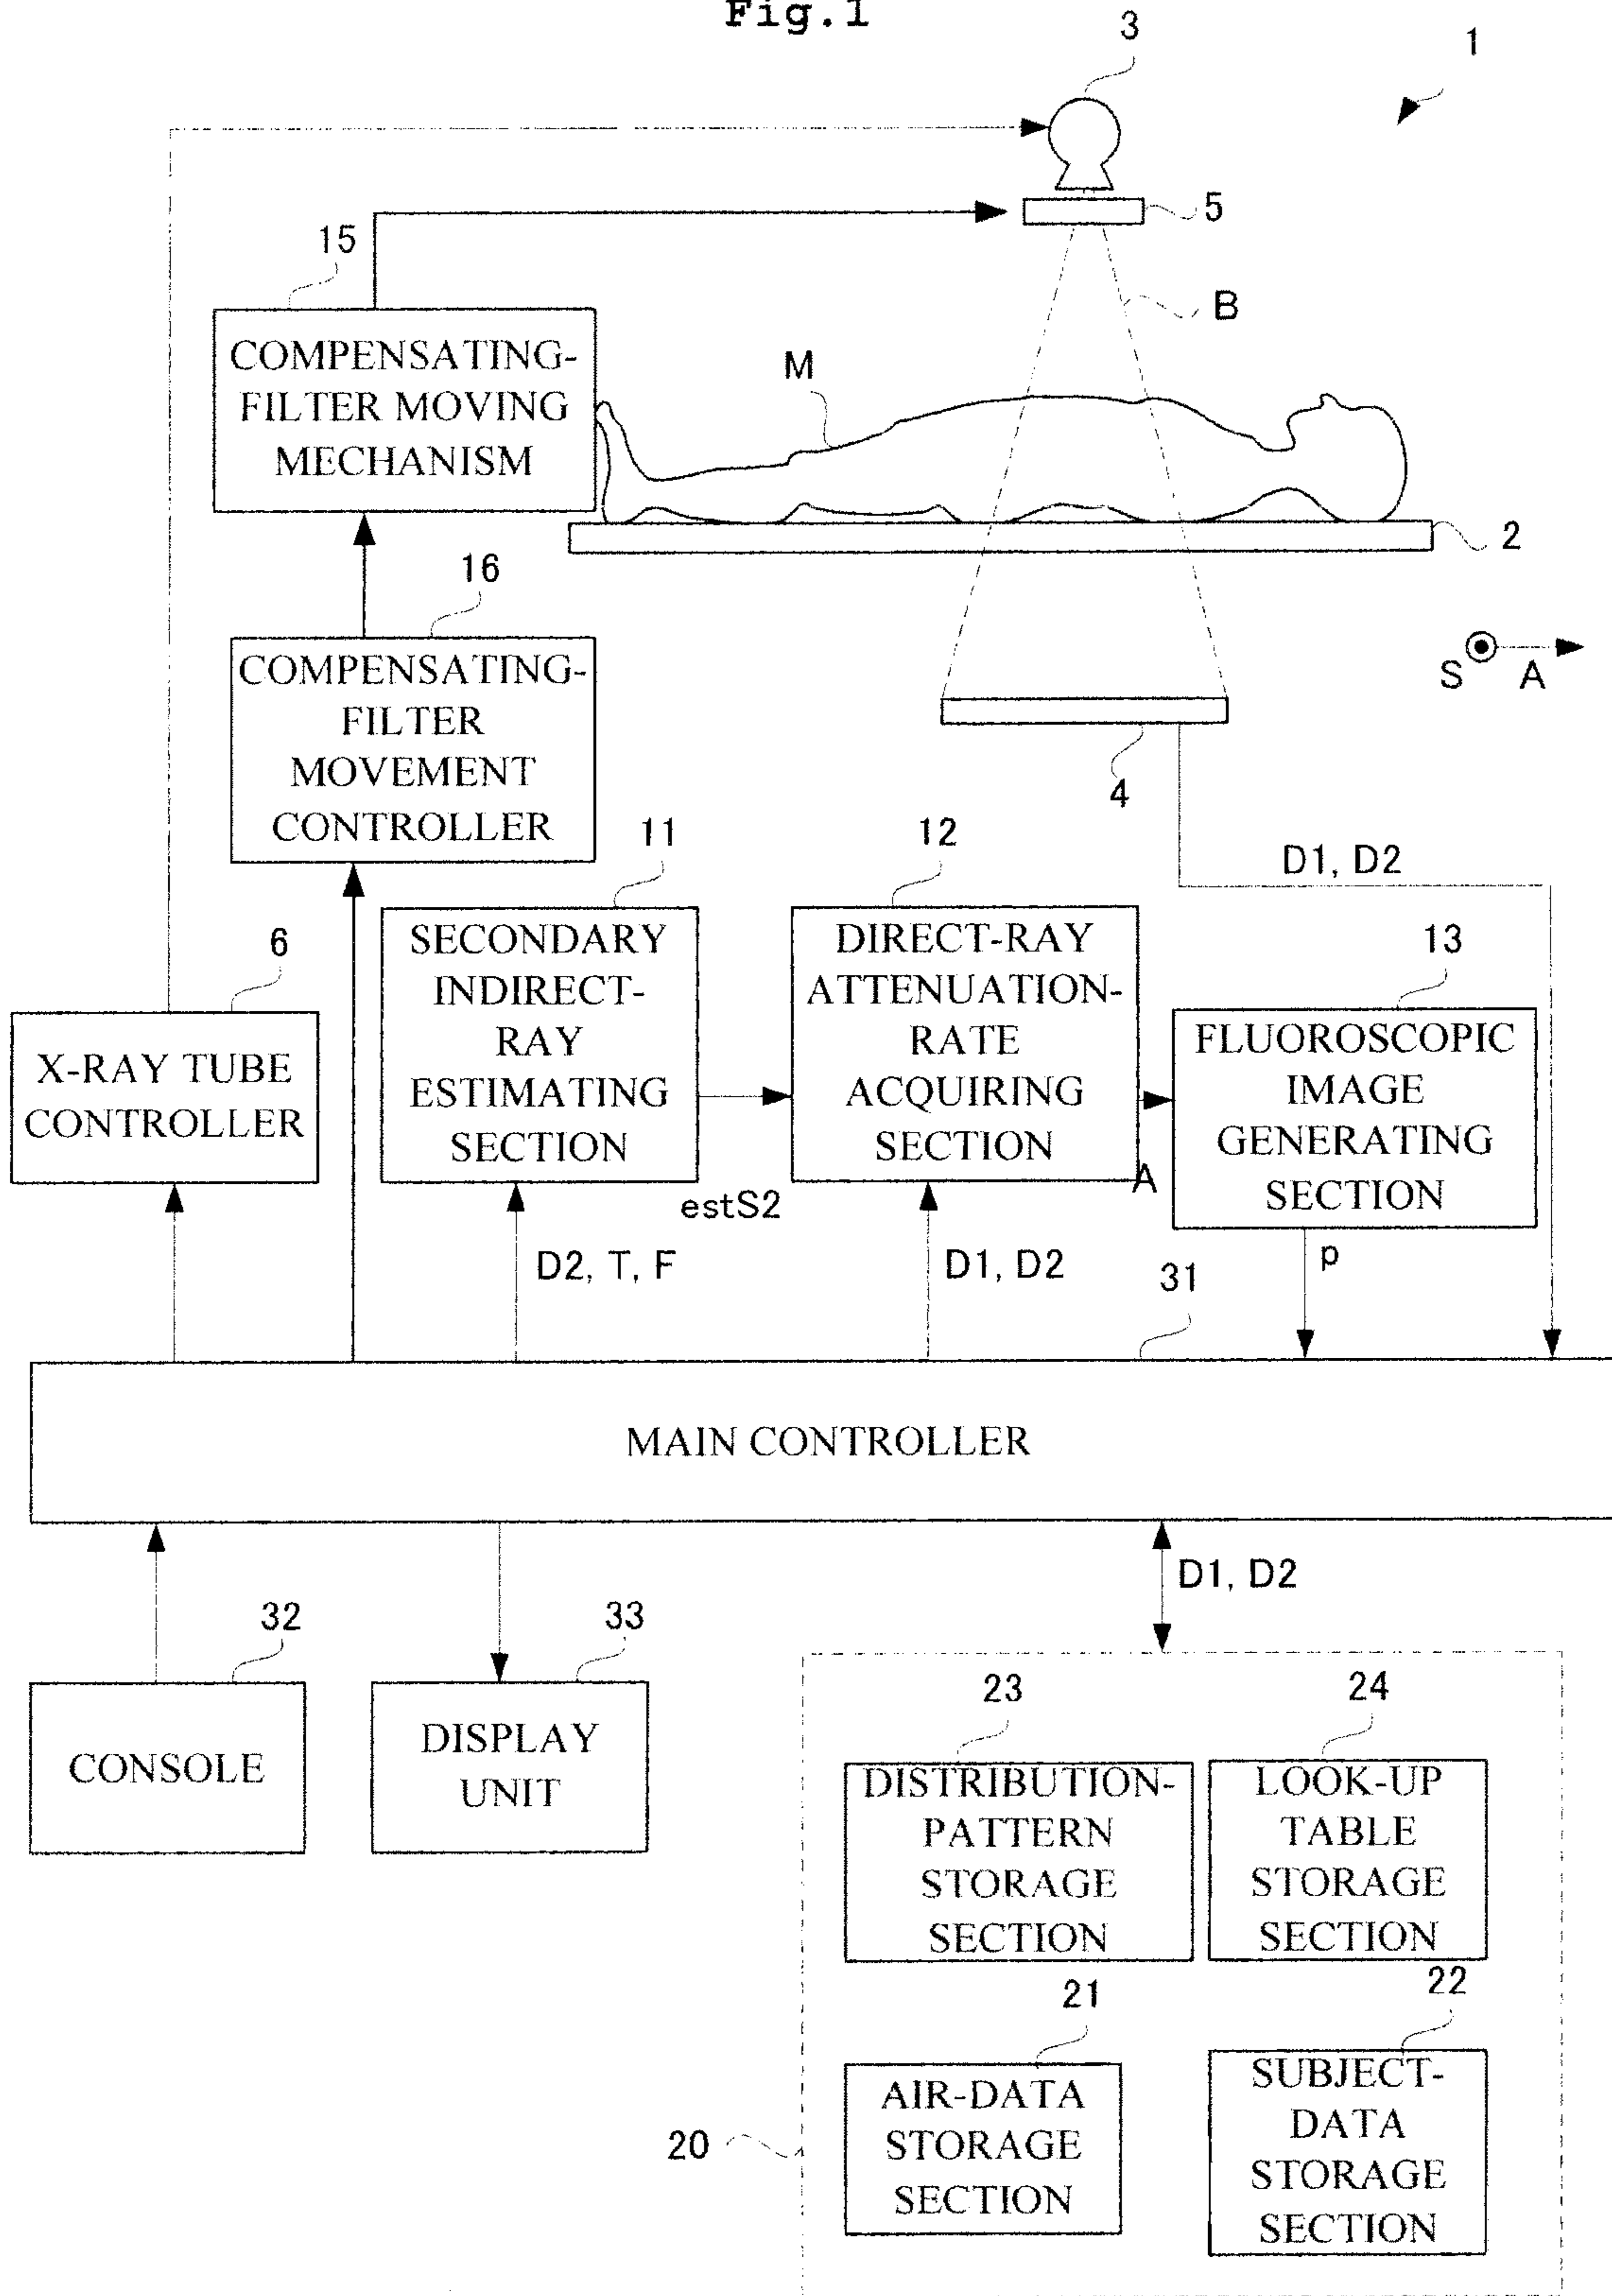 Fig.1
3
1
5
15
B
COMPENSATING-
FILTER MOVING
MECHANISM
M
2
16
COMPENSATING-
FILTER
MOVEMENT
CONTROLLER
S A
4
11
12
D1, D2
6
SECONDARY
INDIRECT-
RAY
ESTIMATING
SECTION
DIRECT-RAY
ATTENUATION-
RATE
ACQUIRING
SECTION
13
X-RAY TUBE
CONTROLLER
FLUOROSCOPIC
IMAGE
GENERATING
SECTION
estS2
A
D2, T, F
D1, D2
p
31
MAIN CONTROLLER
D1, D2
32
33
CONSOLE
DISPLAY
UNIT
23
24
DISTRIBUTION-
PATTERN
STORAGE
SECTION
LOOK-UP
TABLE
STORAGE
SECTION
21
22
20
AIR-DATA
STORAGE
SECTION
SUBJECT-
DATA
STORAGE
SECTION